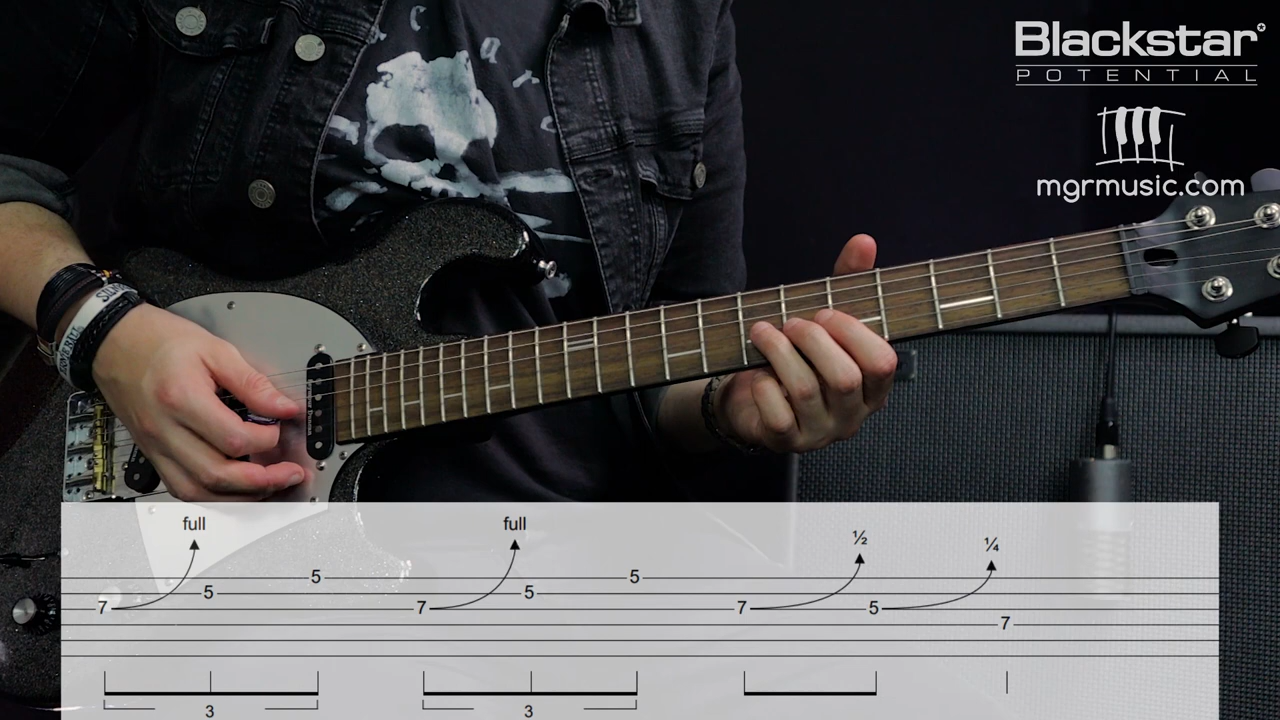 Blackstar
POTENTIAL
mgrmusic.com
c a
r
s
full full ½ ¼
5 5
5 5
7 7 7 5
7
3 3